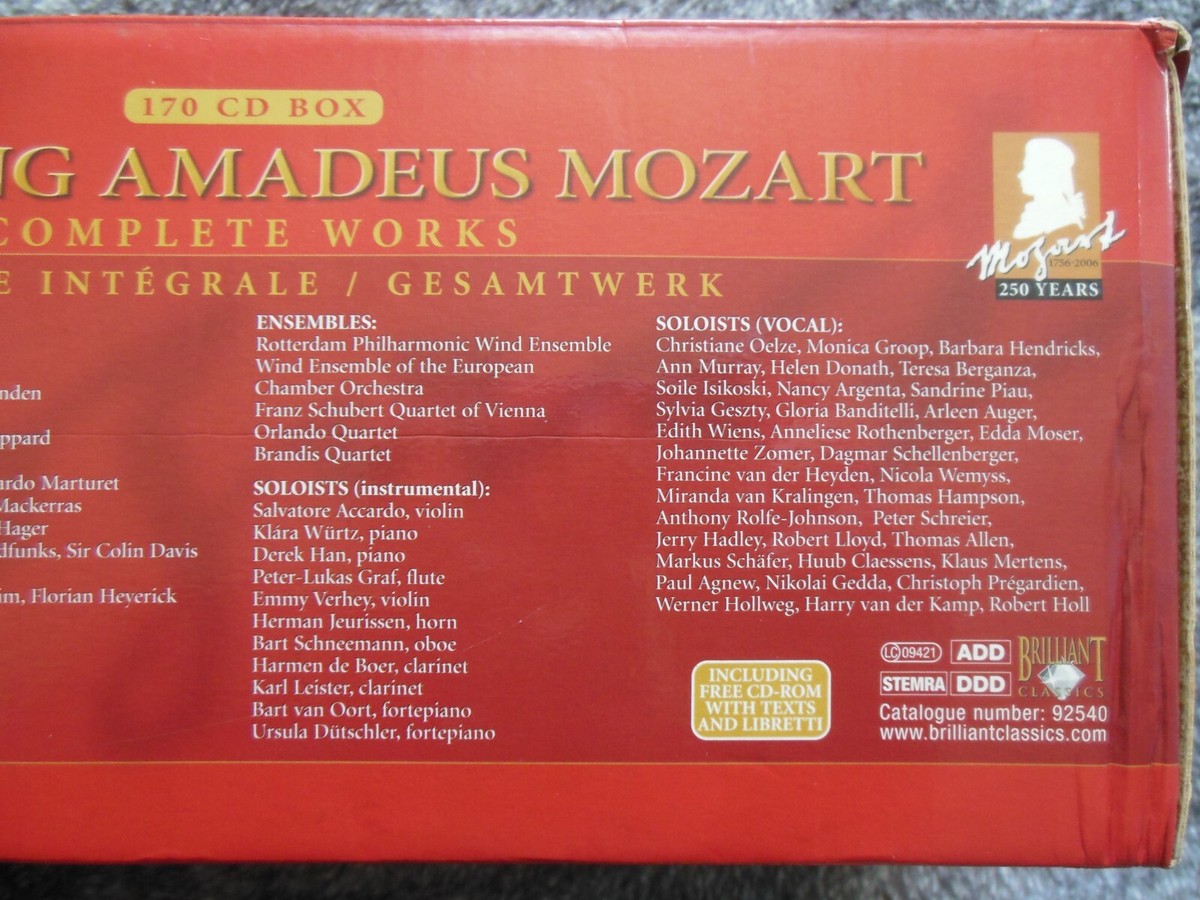 170 CD BOX
NG AMADEUS MOZART
COMPLETE WORKS
E INTÉGRALE / GESAMTWERK
Mozart
1756-2006
250 YEARS
nden
ppard
ardo Marturet
Mackerras
Hager
dfunks, Sir Colin Davis
im, Florian Heyerick
ENSEMBLES:
Rotterdam Philharmonic Wind Ensemble
Wind Ensemble of the European
Chamber Orchestra
Franz Schubert Quartet of Vienna
Orlando Quartet
Brandis Quartet
SOLOISTS (instrumental):
Salvatore Accardo, violin
Klára Würtz, piano
Derek Han, piano
Peter-Lukas Graf, flute
Emmy Verhey, violin
Herman Jeurissen, horn
Bart Schneemann, oboe
Harmen de Boer, clarinet
Karl Leister, clarinet
Bart van Oort, fortepiano
Ursula Dütschler, fortepiano
SOLOISTS (VOCAL):
Christiane Oelze, Monica Groop, Barbara Hendricks,
Ann Murray, Helen Donath, Teresa Berganza,
Soile Isikoski, Nancy Argenta, Sandrine Piau,
Sylvia Geszty, Gloria Banditelli, Arleen Auger,
Edith Wiens, Anneliese Rothenberger, Edda Moser,
Johannette Zomer, Dagmar Schellenberger,
Francine van der Heyden, Nicola Wemyss,
Miranda van Kralingen, Thomas Hampson,
Anthony Rolfe-Johnson, Peter Schreier,
Jerry Hadley, Robert Lloyd, Thomas Allen,
Markus Schäfer, Huub Claessens, Klaus Mertens,
Paul Agnew, Nikolai Gedda, Christoph Prégardien,
Werner Hollweg, Harry van der Kamp, Robert Holl
INCLUDING
FREE CD-ROM
WITH TEXTS
AND LIBRETTI
LC 09421 ADD
STEMRA DDD
BRILLIANT
CLASSICS
Catalogue number: 92540
www.brilliantclassics.com